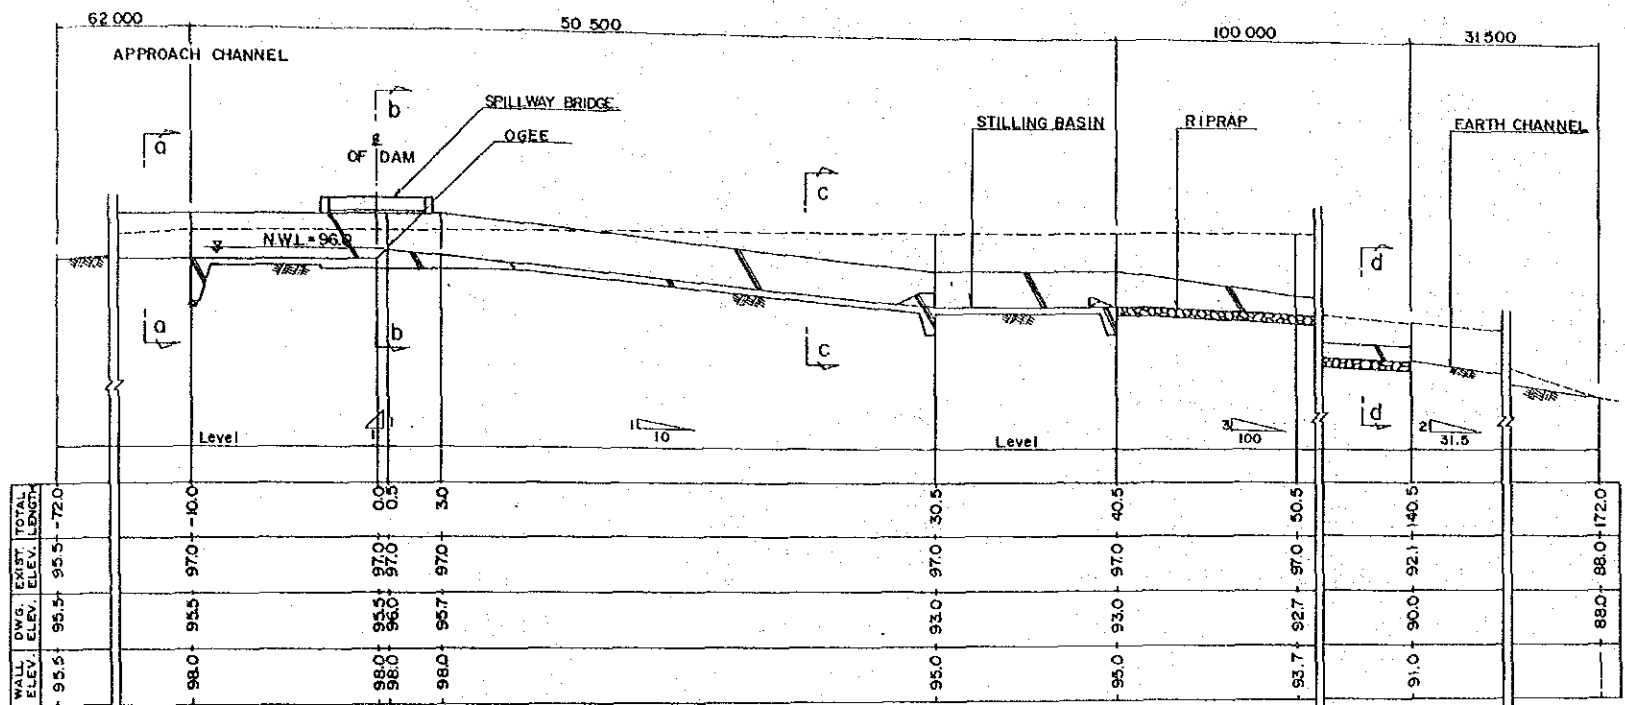 62 000 50 500 100 000 31500
APPROACH CHANNEL
b
SPILLWAY BRIDGE
STILLING BASIN RIPRAP EARTH CHANNEL
a
OGEE
OF DAM
c
N.W.L = 96.0
d
a
b
c
d
Level
1
1
1
10
Level
3
100
2
31.5
TOTAL LENGTH -72.0 -10.0 0.0 0.5 3.0 30.5 40.5 50.5 140.5 172.0
EXIST. ELEV. 95.5 97.0 97.0 97.0 97.0 97.0 97.0 97.0 92.1 88.0
DWG. ELEV. 95.5 95.5 95.5 96.0 95.7 93.0 93.0 92.7 90.0 88.0
WALL ELEV. 95.5 98.0 98.0 98.0 98.0 95.0 95.0 93.7 91.0